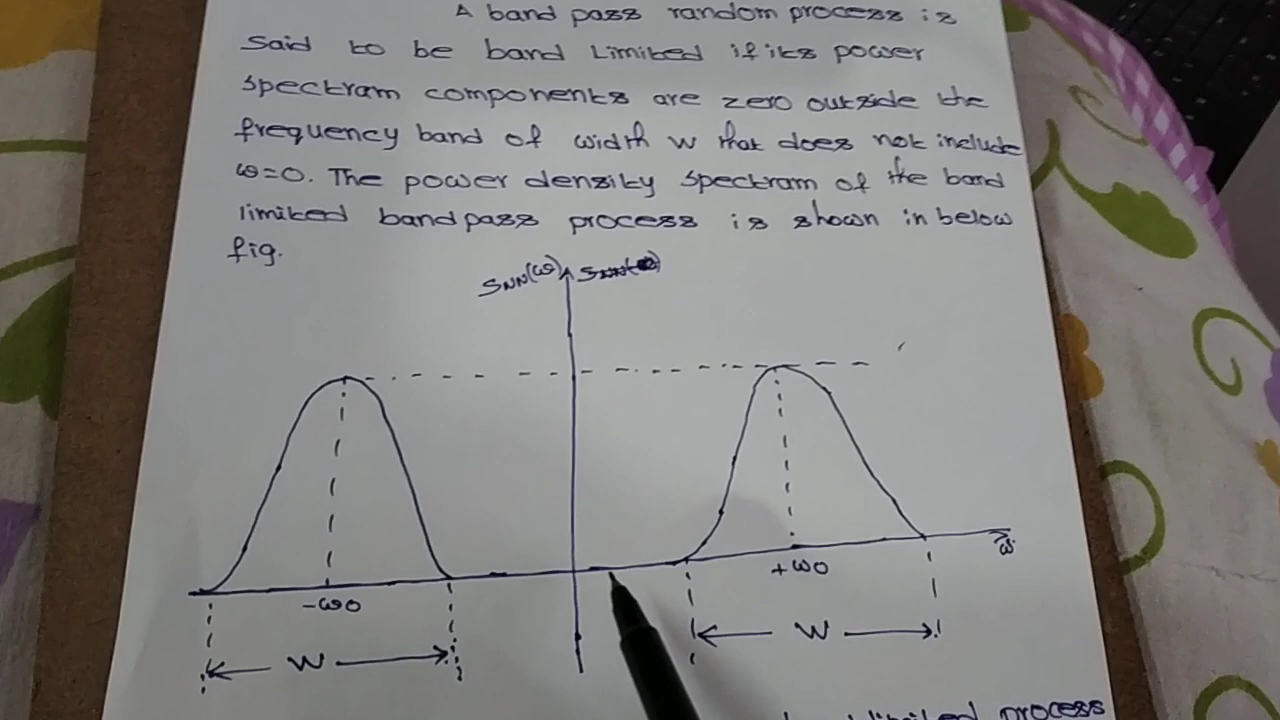 A band pass random process is
said to be band Limited if its power
spectram components are zero outside the
frequency band of width W that does not include
ω=0. The power density spectram of the band
limited bandpass process is shown in below
fig.
SNN(ω)
-ω0 +ω0 ω
W W
limited process